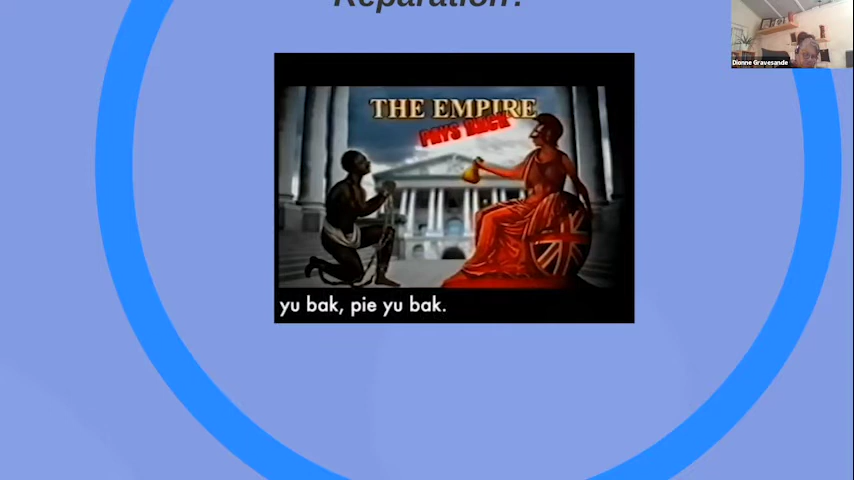 Reparation?
Dionne Gravesande
THE EMPIRE
PAYS BACK
yu bak, pie yu bak.